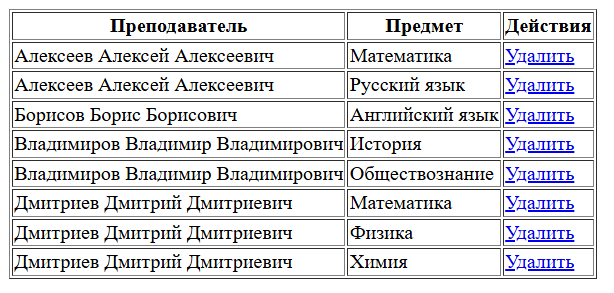 Преподаватель Предмет Действия
Алексеев Алексей Алексеевич Математика Удалить
Алексеев Алексей Алексеевич Русский язык Удалить
Борисов Борис Борисович Английский язык Удалить
Владимиров Владимир Владимирович История Удалить
Владимиров Владимир Владимирович Обществознание Удалить
Дмитриев Дмитрий Дмитриевич Математика Удалить
Дмитриев Дмитрий Дмитриевич Физика Удалить
Дмитриев Дмитрий Дмитриевич Химия Удалить